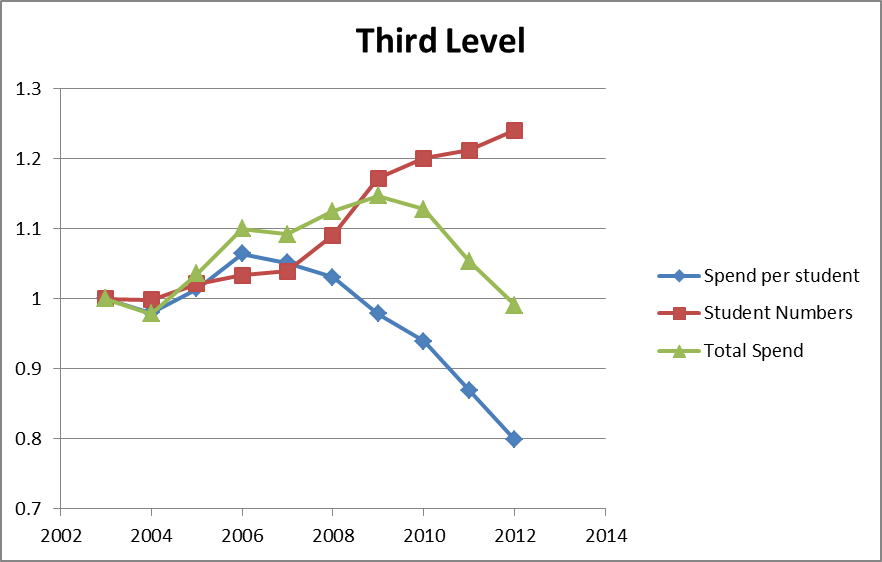 Third Level
1.3
1.2
1.1
1
0.9
0.8
0.7
2002 2004 2006 2008 2010 2012 2014
Spend per student
Student Numbers
Total Spend